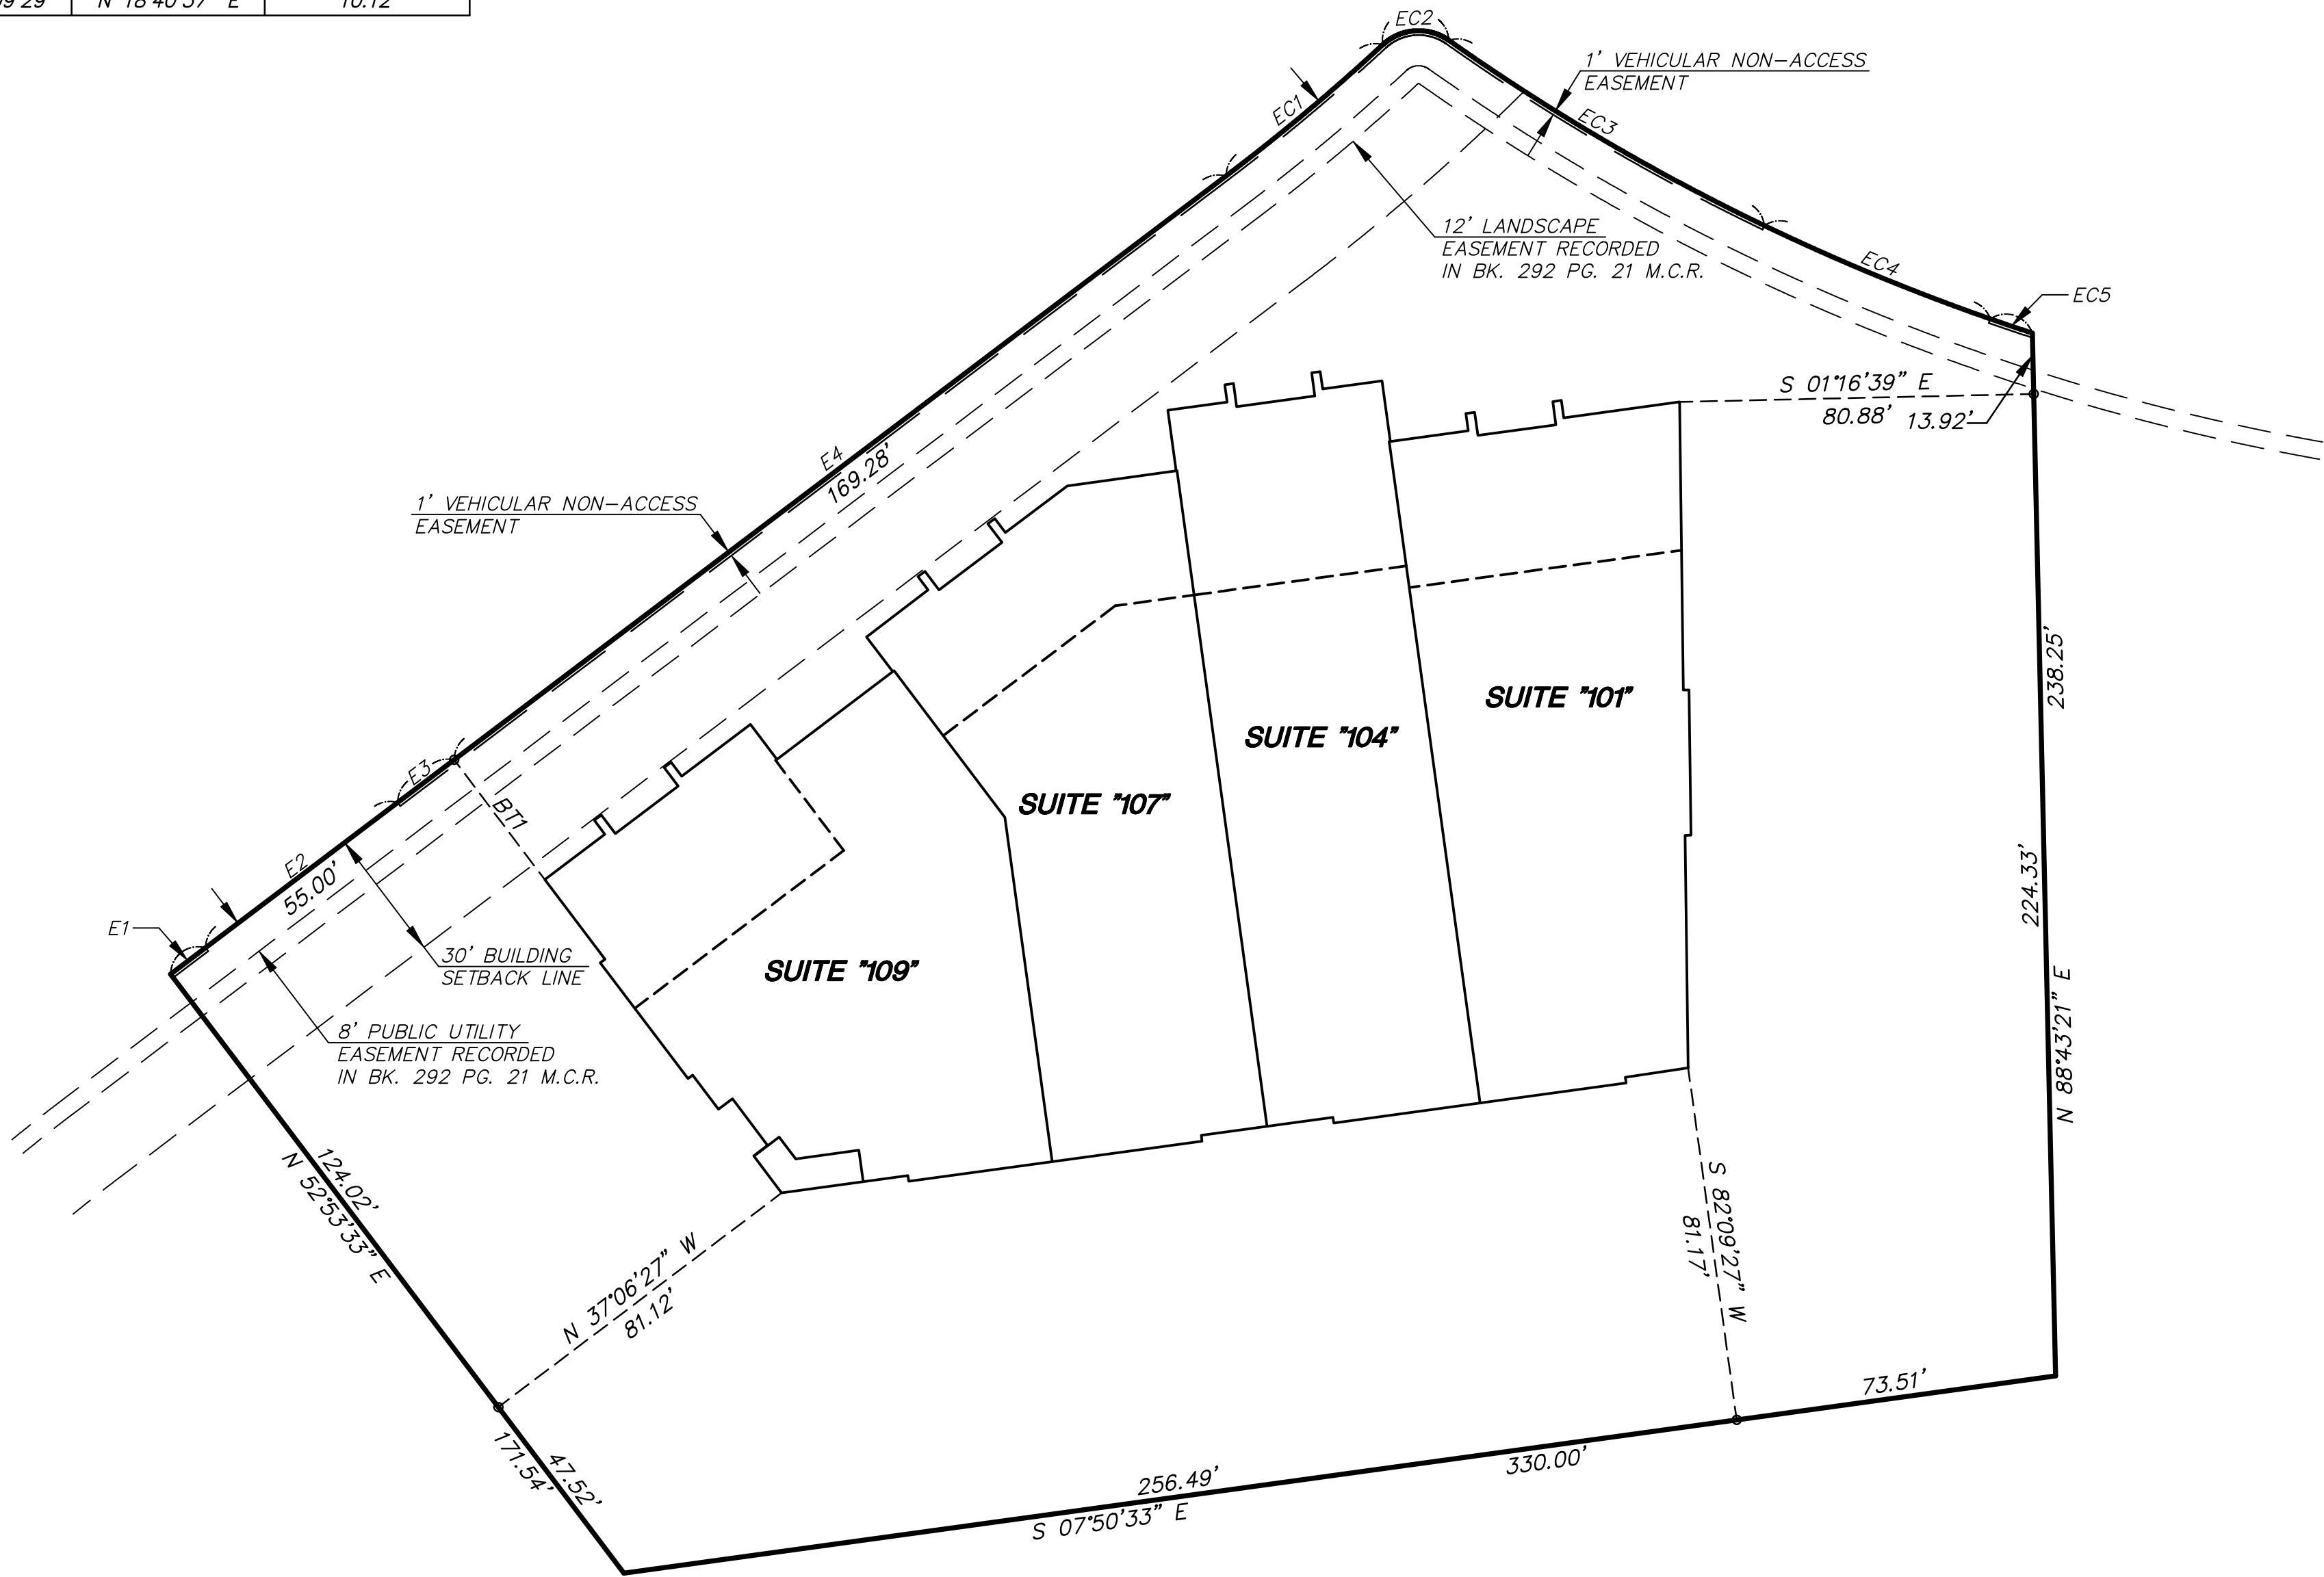 N 18°40'57" E 10.12'
EC2
1' VEHICULAR NON-ACCESS
EASEMENT
EC1
EC3
12' LANDSCAPE
EASEMENT RECORDED
IN BK. 292 PG. 21 M.C.R.
EC4
EC5
S 01°16'39" E
80.88'
13.92'
E4
169.28'
1' VEHICULAR NON-ACCESS
EASEMENT
238.25'
SUITE "101"
SUITE "104"
SUITE "107"
E3
BT1
E2
55.00'
224.33'
E1
30' BUILDING
SETBACK LINE
SUITE "109"
8' PUBLIC UTILITY
EASEMENT RECORDED
IN BK. 292 PG. 21 M.C.R.
N 88°43'21" E
124.02'
N 52°53'33" E
S 82°09'27" W
81.17'
N 37°06'27" W
81.12'
73.51'
47.52'
171.54'
256.49'
330.00'
S 07°50'33" E